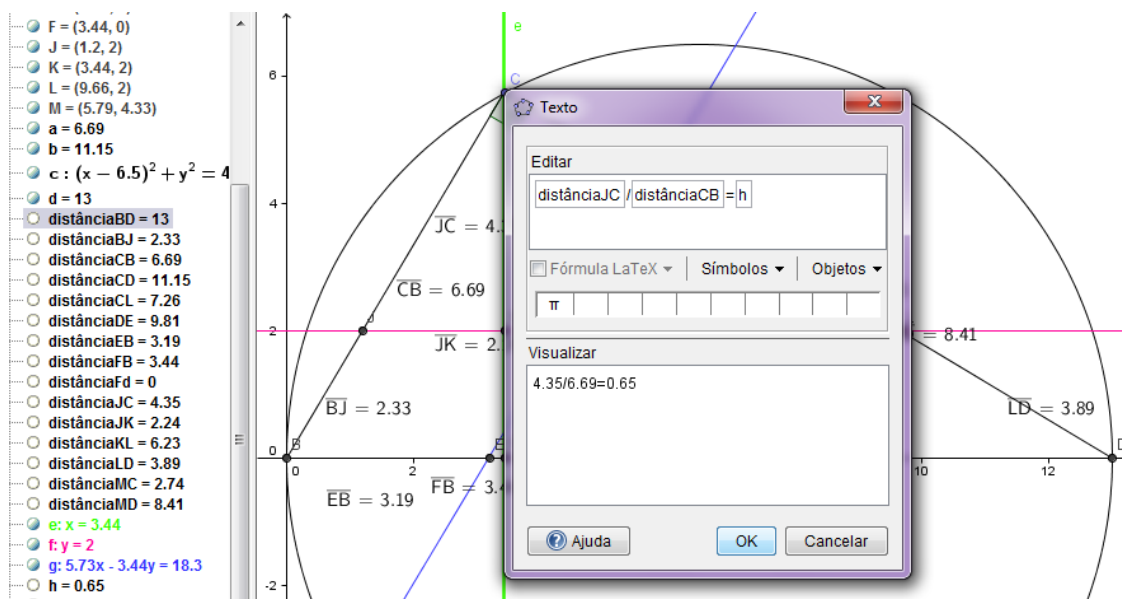 F = (3.44, 0)
J = (1.2, 2)
K = (3.44, 2)
L = (9.66, 2)
M = (5.79, 4.33)
a = 6.69
b = 11.15
c : (x − 6.5)² + y² = 4
d = 13
distânciaBD = 13
distânciaBJ = 2.33
distânciaCB = 6.69
distânciaCD = 11.15
distânciaCL = 7.26
distânciaDE = 9.81
distânciaEB = 3.19
distânciaFB = 3.44
distânciaFd = 0
distânciaJC = 4.35
distânciaJK = 2.24
distânciaKL = 6.23
distânciaLD = 3.89
distânciaMC = 2.74
distânciaMD = 8.41
e: x = 3.44
f: y = 2
g: 5.73x - 3.44y = 18.3
h = 0.65
e
C
6
4
2
0
-2
0
2
10
12
JC = 4.
CB = 6.69
J
JK = 2.
BJ = 2.33
B
E
EB = 3.19
FB = 3.4
= 8.41
LD = 3.89
D
Texto
Editar
distânciaJC / distânciaCB = h
Fórmula LaTeX
Símbolos
Objetos
π
Visualizar
4.35/6.69=0.65
Ajuda
OK
Cancelar